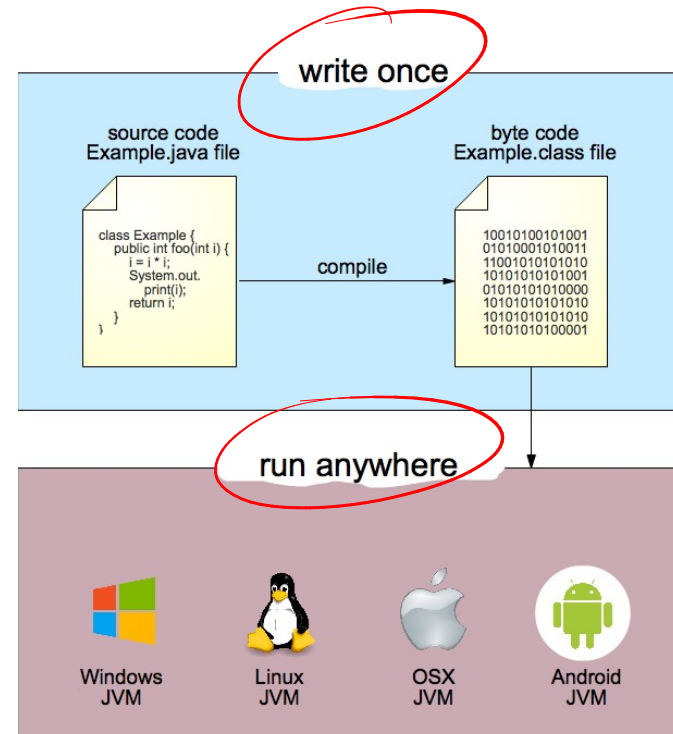 write once
source code
Example.java file
byte code
Example.class file
class Example {
public int foo(int i) {
i = i * i;
System.out.
print(i);
return i;
}
}
compile
10010100101001
01010001010011
11001010101010
10101010101001
01010101010000
10101010101010
10101010101010
10101010100001
run anywhere
Windows
JVM
Linux
JVM
OSX
JVM
Android
JVM